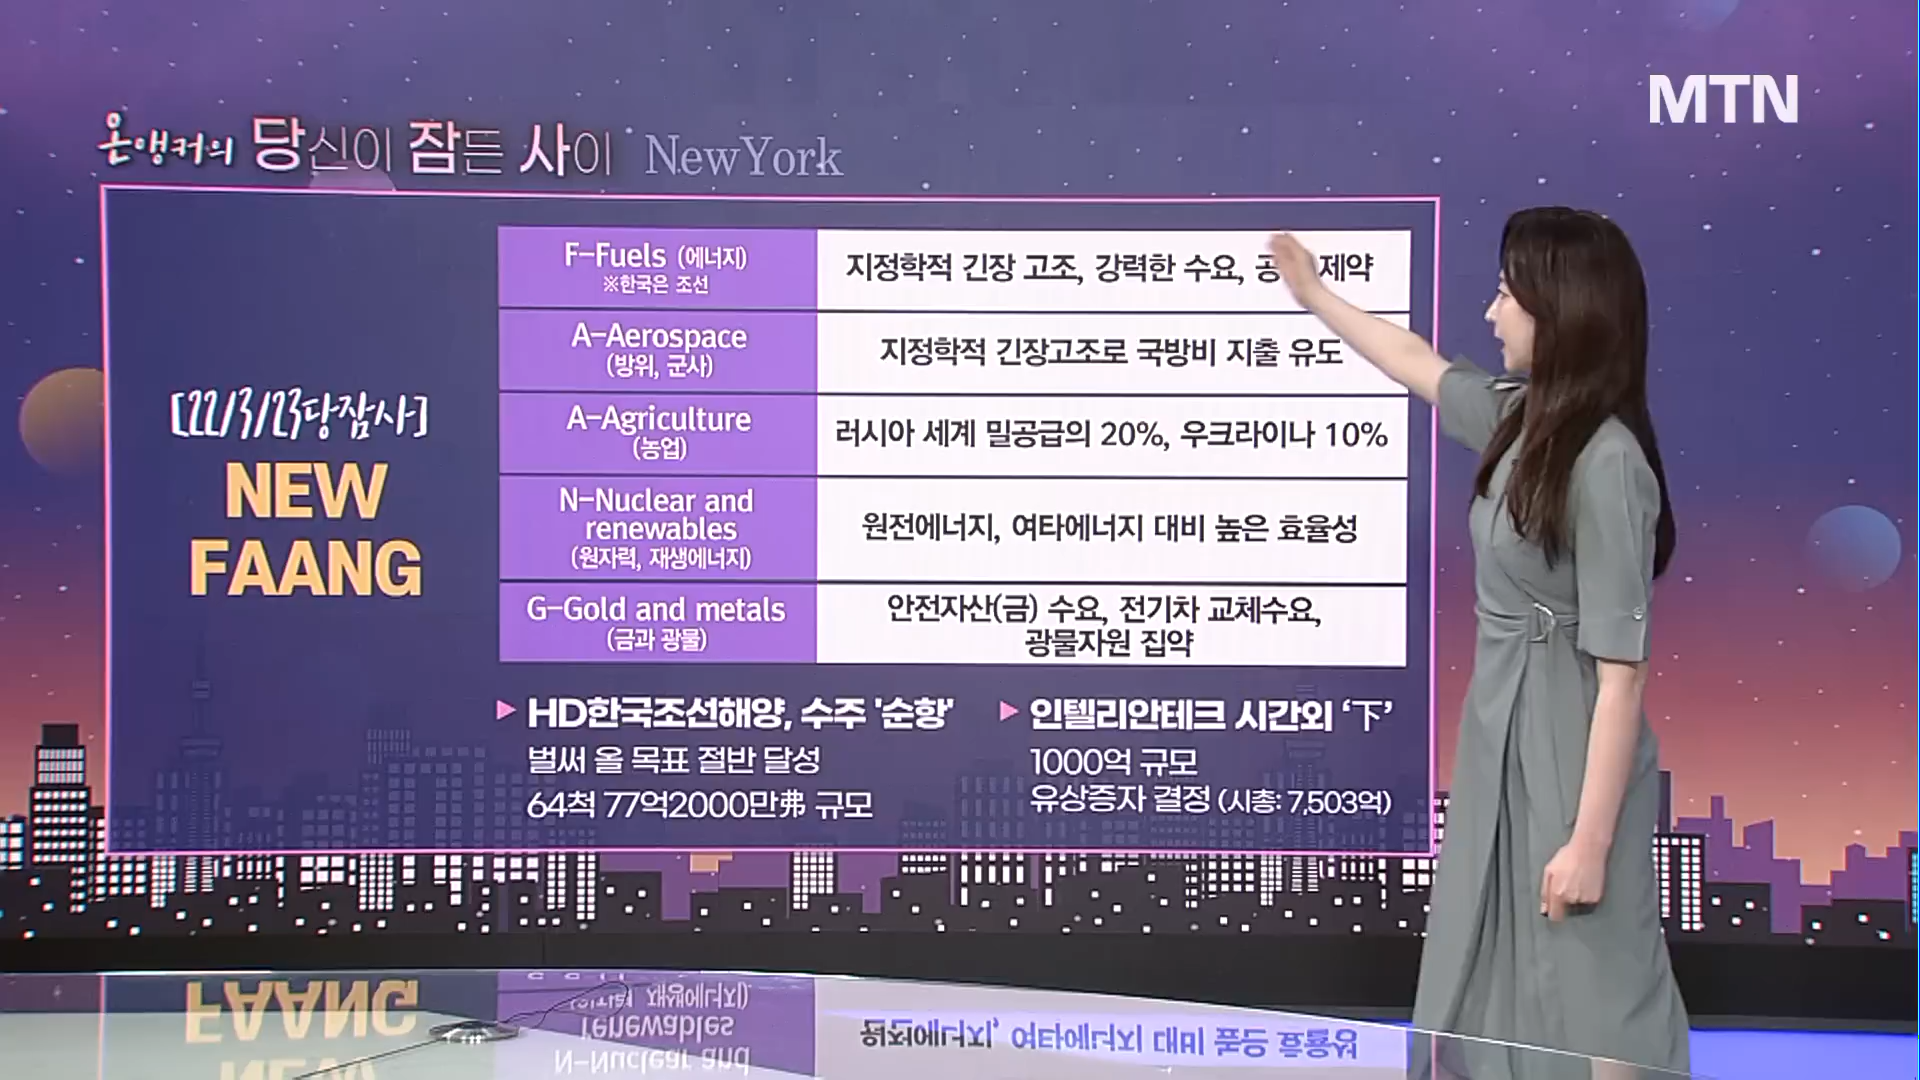 MTN
온앵커의 당신이 잠든 사이 NewYork
[22/3/23당잠사]
NEW
FAANG
F-Fuels (에너지)
※한국은 조선
지정학적 긴장 고조, 강력한 수요, 공 제약
A-Aerospace
(방위, 군사)
지정학적 긴장고조로 국방비 지출 유도
A-Agriculture
(농업)
러시아 세계 밀공급의 20%, 우크라이나 10%
N-Nuclear and
renewables
(원자력, 재생에너지)
원전에너지, 여타에너지 대비 높은 효율성
G-Gold and metals
(금과 광물)
안전자산(금) 수요, 전기차 교체수요,
광물자원 집약
▶ HD한국조선해양, 수주 '순항'
벌써 올 목표 절반 달성
64척 77억2000만弗 규모
▶ 인텔리안테크 시간외 ‘下’
1000억 규모
유상증자 결정 (시총: 7,503억)